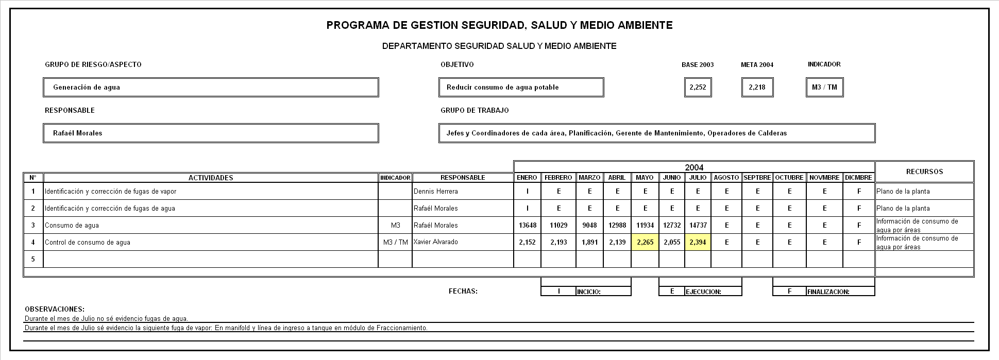 PROGRAMA DE GESTION SEGURIDAD, SALUD Y MEDIO AMBIENTE
DEPARTAMENTO SEGURIDAD SALUD Y MEDIO AMBIENTE
GRUPO DE RIESGO/ASPECTO OBJETIVO BASE 2003 META 2004 INDICADOR
Generación de agua Reducir consumo de agua potable 2,252 2,218 M3 / TM
RESPONSABLE GRUPO DE TRABAJO
Rafaél Morales Jefes y Coordinadores de cada área, Planificación, Gerente de Mantenimiento, Operadores de Calderas
2004 RECURSOS
N° ACTIVIDADES INDICADOR RESPONSABLE ENERO FEBRERO MARZO ABRIL MAYO JUNIO JULIO AGOSTO SEPTBRE OCTUBRE NOVMBRE DICMBRE
1 Identificación y corrección de fugas de vapor Dennis Herrera I E E E E E E E E E E F Plano de la planta
2 Identificación y corrección de fugas de agua Rafaél Morales I E E E E E E E E E E F Plano de la planta
3 Consumo de agua M3 Rafaél Morales 13648 11029 9048 12988 11934 12732 14737 E E E E F Información de consumo de
agua por áreas
4 Control de consumo de agua M3 / TM Xavier Alvarado 2,152 2,193 1,891 2,139 2,265 2,055 2,394 E E E E F Información de consumo de
agua por áreas
5
FECHAS: I INCICIO: E EJECUCION: F FINALIZACION:
OBSERVACIONES:
Durante el mes de Julio no sé evidencio fugas de agua.
Durante el mes de Julio sé evidencio la siguiente fuga de vapor: En manifold y línea de ingreso a tanque en módulo de Fraccionamiento.